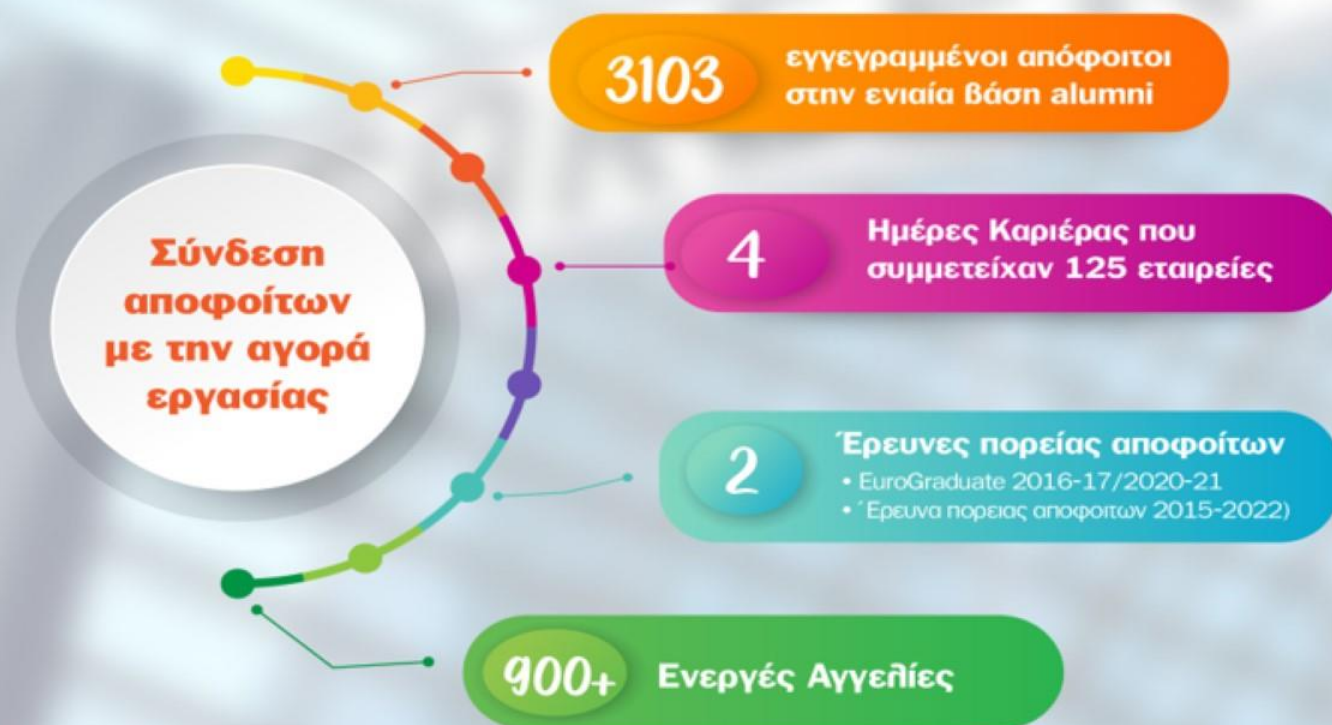 Σύνδεση
αποφοίτων
με την αγορά
εργασίας
3103
εγγεγραμμένοι απόφοιτοι
στην ενιαία βάση alumni
4
Ημέρες Καριέρας που
συμμετείχαν 125 εταιρείες
2
Έρευνες πορείας αποφοίτων
• EuroGraduate 2016-17/2020-21
• ΄Ερευνα πορειας αποφοιτων 2015-2022)
900+
Ενεργές Αγγελίες